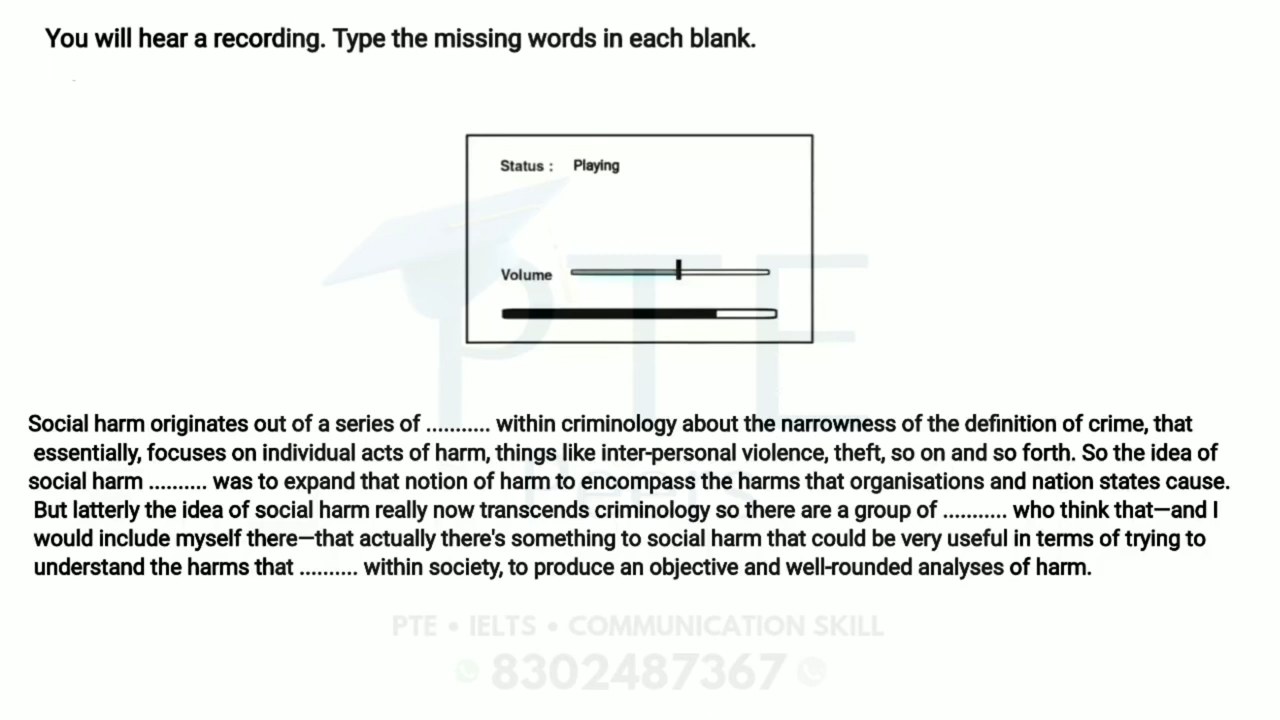 You will hear a recording. Type the missing words in each blank.
Status : Playing
Volume
PTE
Peers
Social harm originates out of a series of ........... within criminology about the narrowness of the definition of crime, that
essentially, focuses on individual acts of harm, things like inter-personal violence, theft, so on and so forth. So the idea of
social harm .......... was to expand that notion of harm to encompass the harms that organisations and nation states cause.
But latterly the idea of social harm really now transcends criminology so there are a group of ........... who think that—and I
would include myself there—that actually there's something to social harm that could be very useful in terms of trying to
understand the harms that .......... within society, to produce an objective and well-rounded analyses of harm.
PTE • IELTS • COMMUNICATION SKILL
8302487367